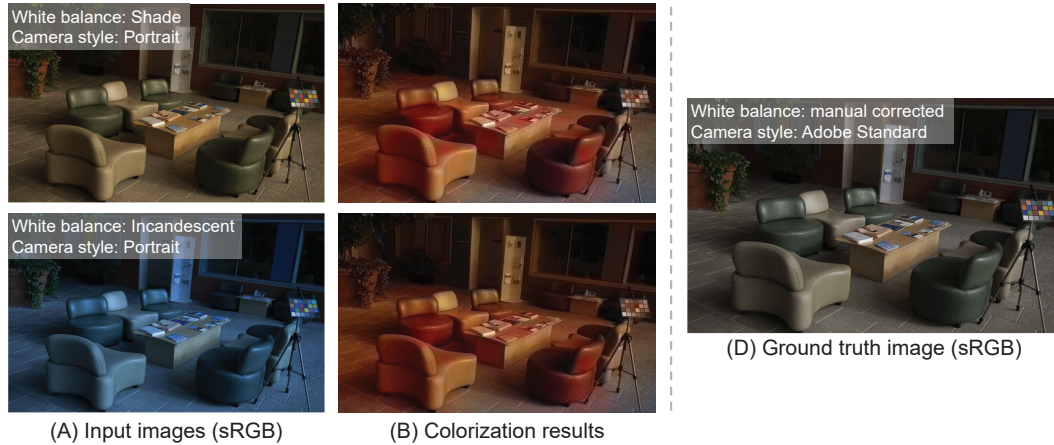 White balance: Shade
Camera style: Portrait
White balance: Incandescent
Camera style: Portrait
(A) Input images (sRGB)
(B) Colorization results
White balance: manual corrected
Camera style: Adobe Standard
(D) Ground truth image (sRGB)